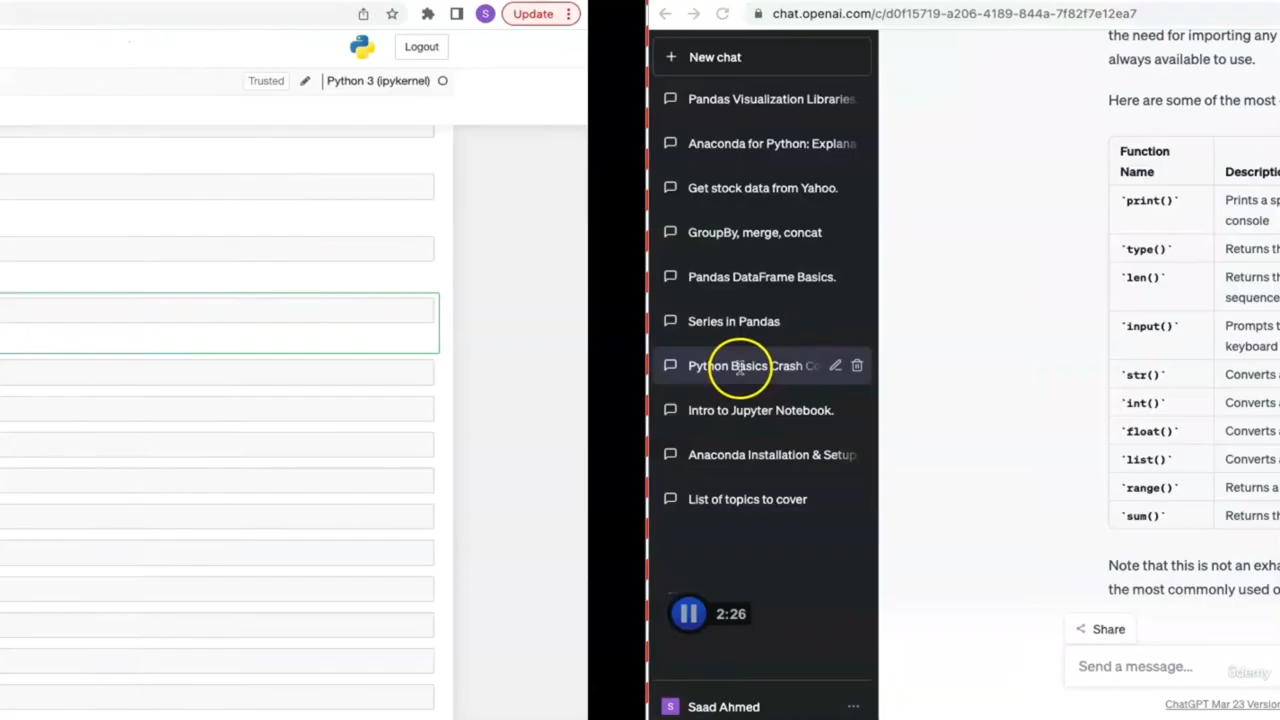 S
Update
Logout
Trusted
Python 3 (ipykernel)
chat.openai.com/c/d0f15719-a206-4189-844a-7f82f7e12ea7
New chat
Pandas Visualization Libraries.
Anaconda for Python: Explana
Get stock data from Yahoo.
GroupBy, merge, concat
Pandas DataFrame Basics.
Series in Pandas
Python Basics Crash Co
Intro to Jupyter Notebook.
Anaconda Installation & Setup
List of topics to cover
2:26
S Saad Ahmed
the need for importing any
always available to use.
Here are some of the most
Function
Name Descripti
`print()` Prints a sp
console
`type()` Returns th
`len()` Returns th
sequence
`input()` Prompts t
keyboard
`str()` Converts a
`int()` Converts a
`float()` Converts a
`list()` Converts a
`range()` Returns a
`sum()` Returns th
Note that this is not an exha
the most commonly used o
Share
Send a message...
ûdemy
ChatGPT Mar 23 Version